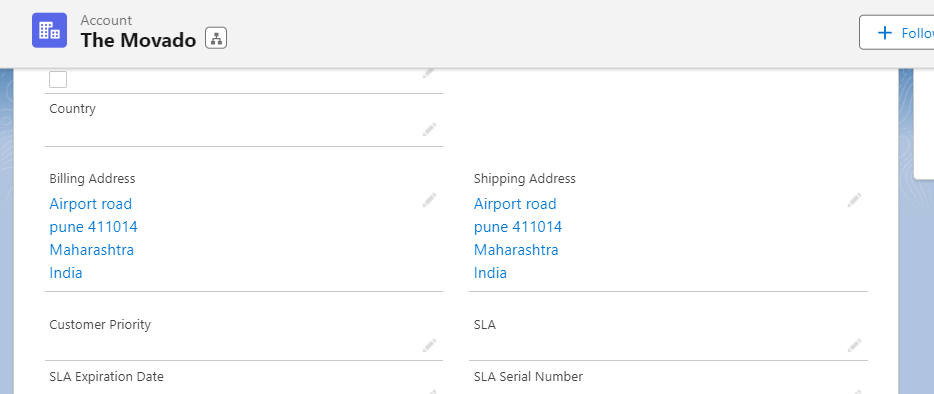 Account
The Movado
Follo
Country
Billing Address
Airport road
pune 411014
Maharashtra
India
Shipping Address
Airport road
pune 411014
Maharashtra
India
Customer Priority
SLA
SLA Expiration Date
SLA Serial Number